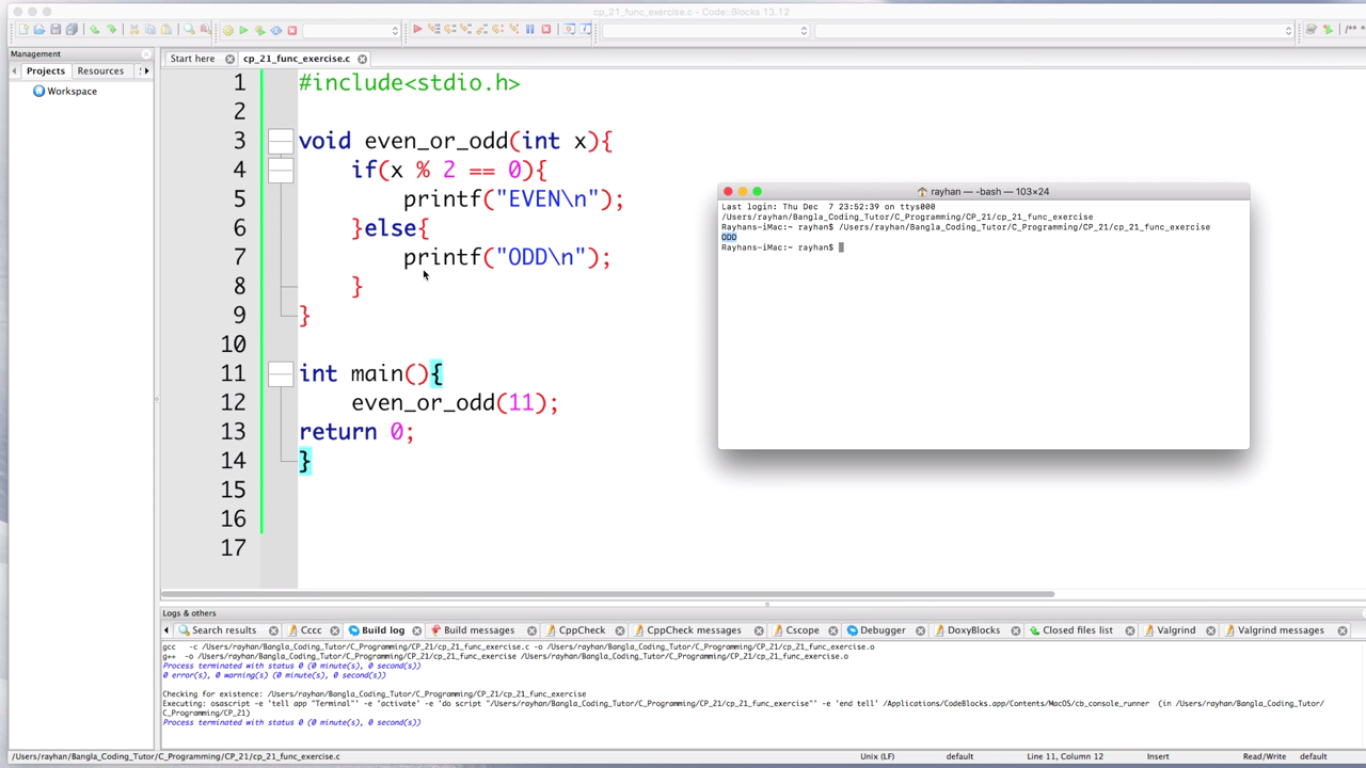 cp_21_func_exercise.c - Code::Blocks 13.12
Management
Projects Resources
Workspace
Start here cp_21_func_exercise.c
1 #include<stdio.h>
2
3 void even_or_odd(int x){
4 if(x % 2 == 0){
5 printf("EVEN\n");
6 }else{
7 printf("ODD\n");
8 }
9 }
10
11 int main(){
12 even_or_odd(11);
13 return 0;
14 }
15
16
17
rayhan — -bash — 103×24
Last login: Thu Dec 7 23:52:39 on ttys000
/Users/rayhan/Bangla_Coding_Tutor/C_Programming/CP_21/cp_21_func_exercise
Rayhans-iMac:~ rayhan$ /Users/rayhan/Bangla_Coding_Tutor/C_Programming/CP_21/cp_21_func_exercise
ODD
Rayhans-iMac:~ rayhan$
Logs & others
Search results Cccc Build log Build messages CppCheck CppCheck messages Cscope Debugger DoxyBlocks Closed files list Valgrind Valgrind messages
gcc -c /Users/rayhan/Bangla_Coding_Tutor/C_Programming/CP_21/cp_21_func_exercise.c -o /Users/rayhan/Bangla_Coding_Tutor/C_Programming/CP_21/cp_21_func_exercise.o
g++ -o /Users/rayhan/Bangla_Coding_Tutor/C_Programming/CP_21/cp_21_func_exercise /Users/rayhan/Bangla_Coding_Tutor/C_Programming/CP_21/cp_21_func_exercise.o
Process terminated with status 0 (0 minute(s), 0 second(s))
0 error(s), 0 warning(s) (0 minute(s), 0 second(s))
Checking for existence: /Users/rayhan/Bangla_Coding_Tutor/C_Programming/CP_21/cp_21_func_exercise
Executing: osascript -e 'tell app "Terminal"' -e 'activate' -e 'do script "/Users/rayhan/Bangla_Coding_Tutor/C_Programming/CP_21/cp_21_func_exercise"' -e 'end tell' /Applications/CodeBlocks.app/Contents/MacOS/cb_console_runner (in /Users/rayhan/Bangla_Coding_Tutor/
C_Programming/CP_21)
Process terminated with status 0 (0 minute(s), 0 second(s))
/Users/rayhan/Bangla_Coding_Tutor/C_Programming/CP_21/cp_21_func_exercise.c Unix (LF) default Line 11, Column 12 Insert Read/Write default